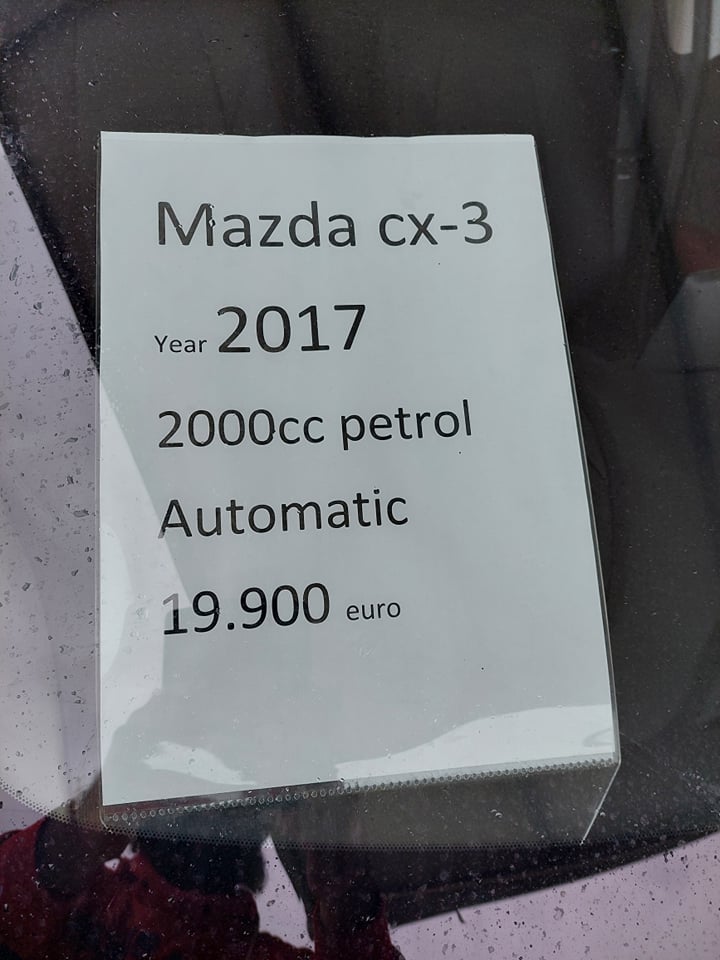 Mazda cx-3
Year 2017
2000cc petrol
Automatic
19.900 euro